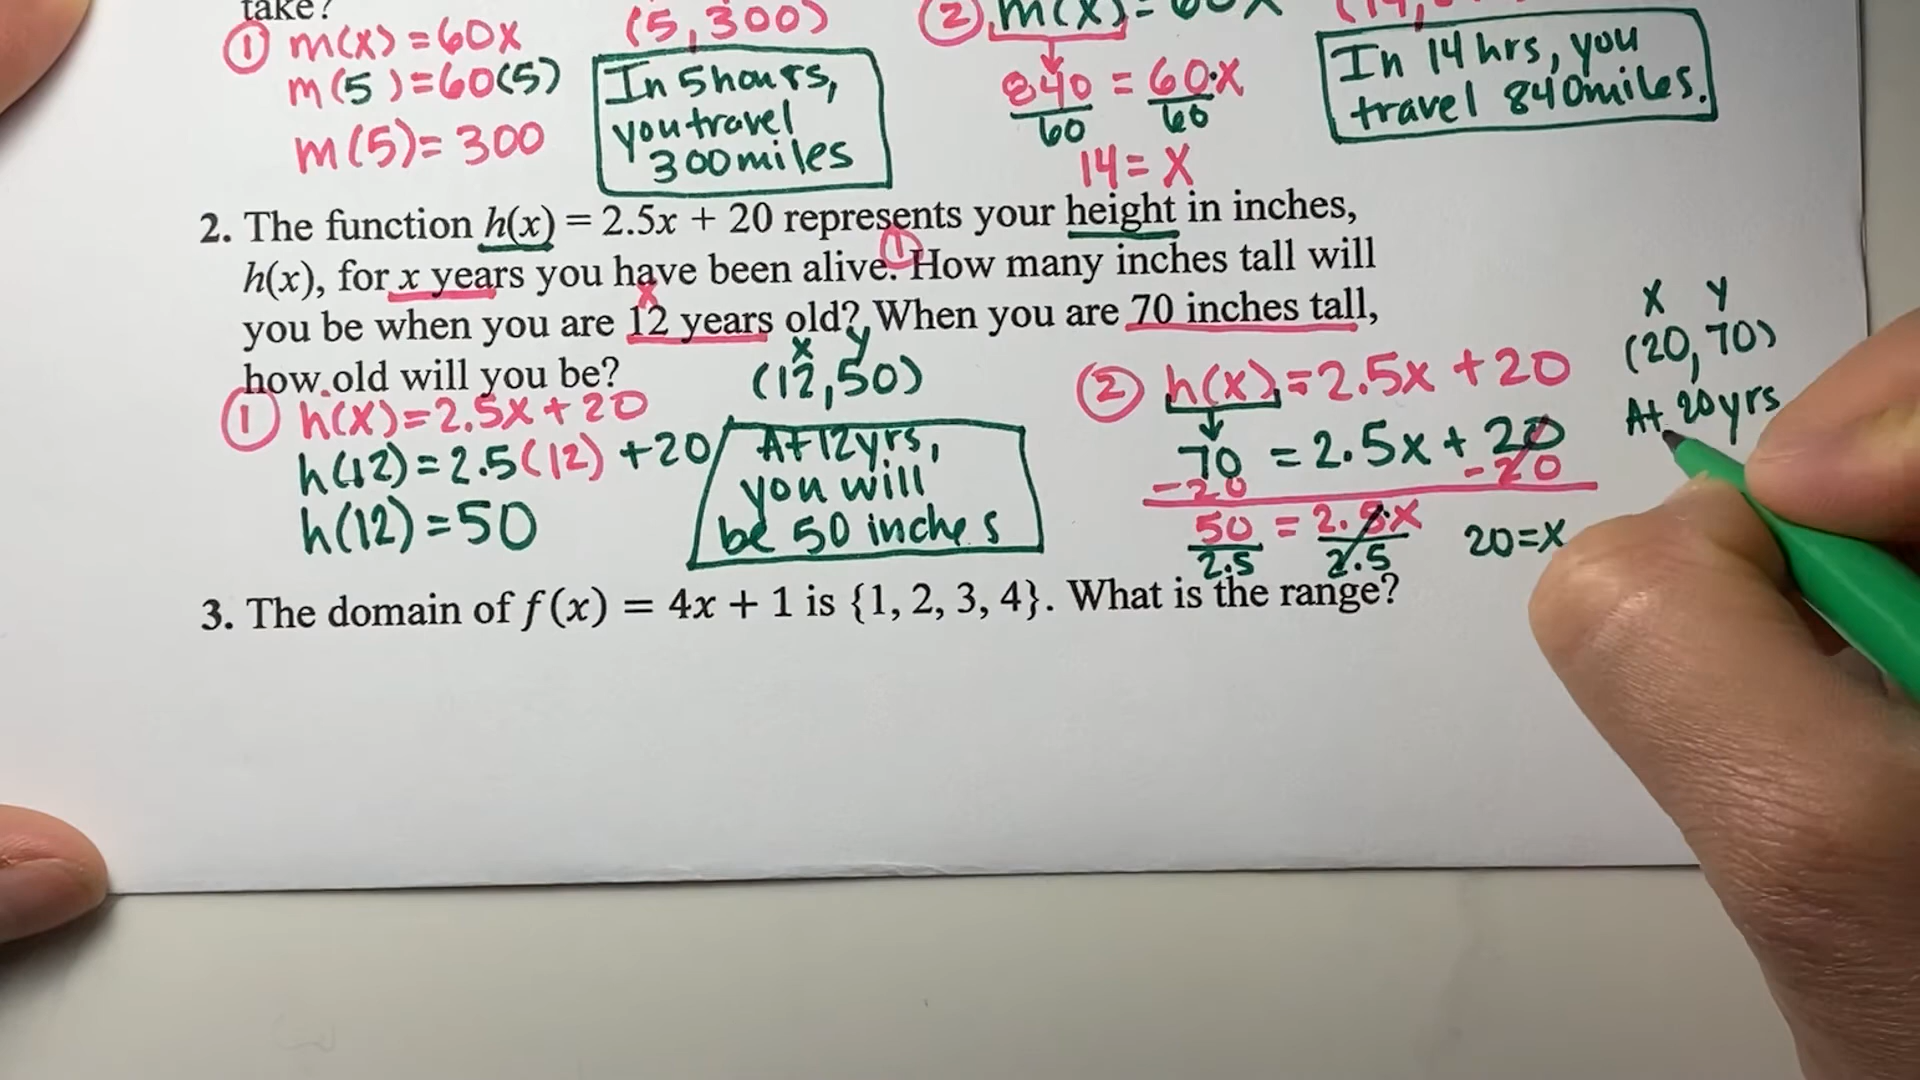 take?
① m(x) = 60x
m(5) = 60(5)
m(5) = 300
(5, 300)
In 5 hours,
you travel
300 miles
② m(x) = 60x
840 = 60·x
60 60
14 = x
(14,
In 14 hrs, you
travel 840 miles.
2. The function h(x) = 2.5x + 20 represents your height in inches,
h(x), for x years you have been alive. ① How many inches tall will
x
you be when you are 12 years old? When you are 70 inches tall,
how old will you be?
x y
(12, 50)
① h(x) = 2.5x + 20
h(12) = 2.5(12) + 20
h(12) = 50
At 12 yrs,
you will
be 50 inches
② h(x) = 2.5x + 20
70 = 2.5x + 20
-20 -20
50 = 2.5x
2.5 2.5
20 = x
x y
(20, 70)
At 20 yrs
3. The domain of f(x) = 4x + 1 is {1, 2, 3, 4}. What is the range?